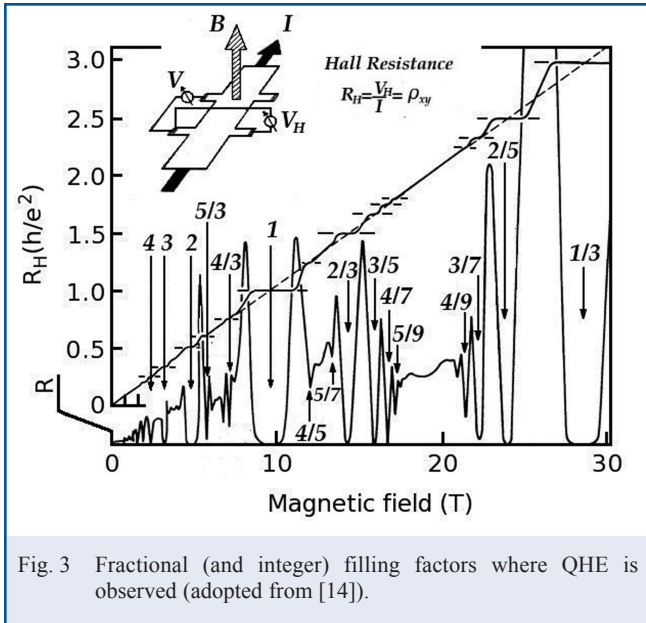 B I
V
V_H
Hall Resistance
R_H=V_H/I=ρ_xy
R_H(h/e²)
3.0
2.5
2.0
1.5
1.0
0.5
0
R
4 3 2 5/3 4/3 1 2/3 3/5 4/7 5/9 4/9 3/7 2/5 1/3
4/5 5/7
0 10 20 30
Magnetic field (T)
Fig. 3 Fractional (and integer) filling factors where QHE is
observed (adopted from [14]).